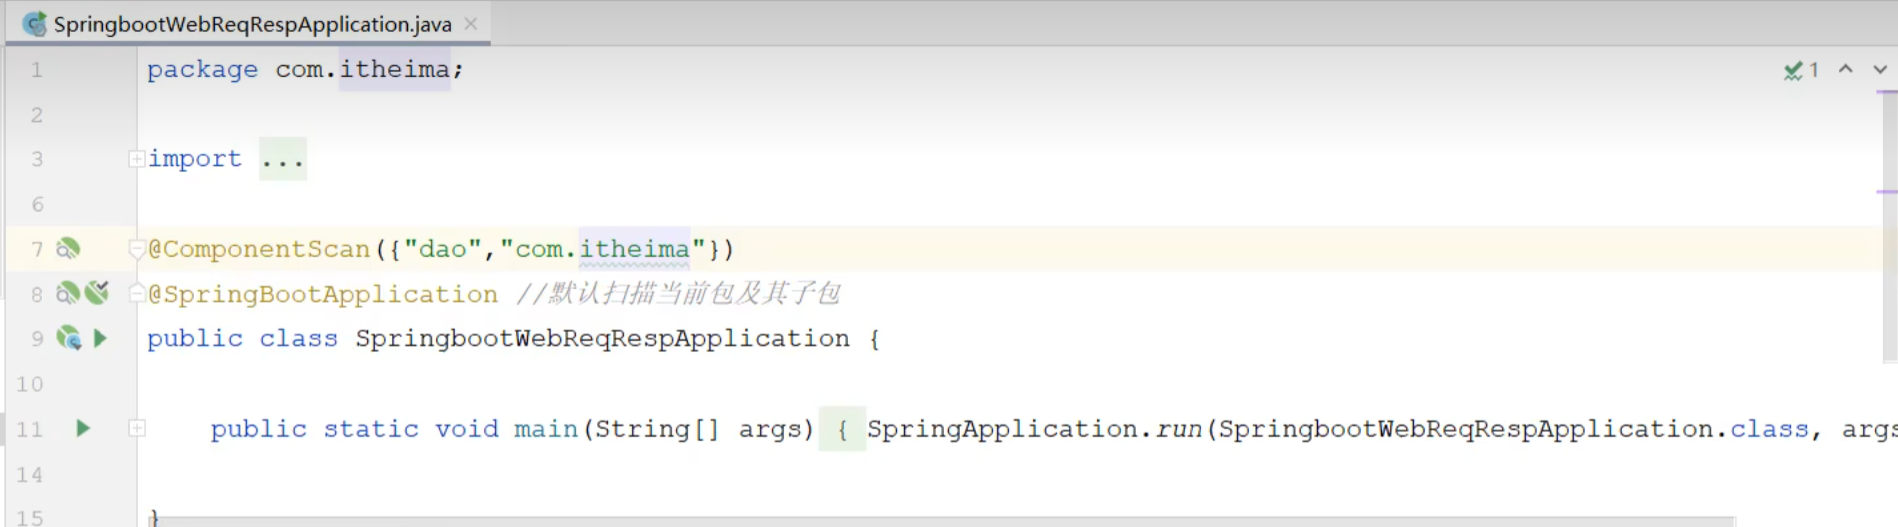 SpringbootWebReqRespApplication.java
1 package com.itheima;
1
2
3 import ...
6
7 @ComponentScan({"dao","com.itheima"})
8 @SpringBootApplication //默认扫描当前包及其子包
9 public class SpringbootWebReqRespApplication {
10
11 public static void main(String[] args) { SpringApplication.run(SpringbootWebReqRespApplication.class, args
14
15 }